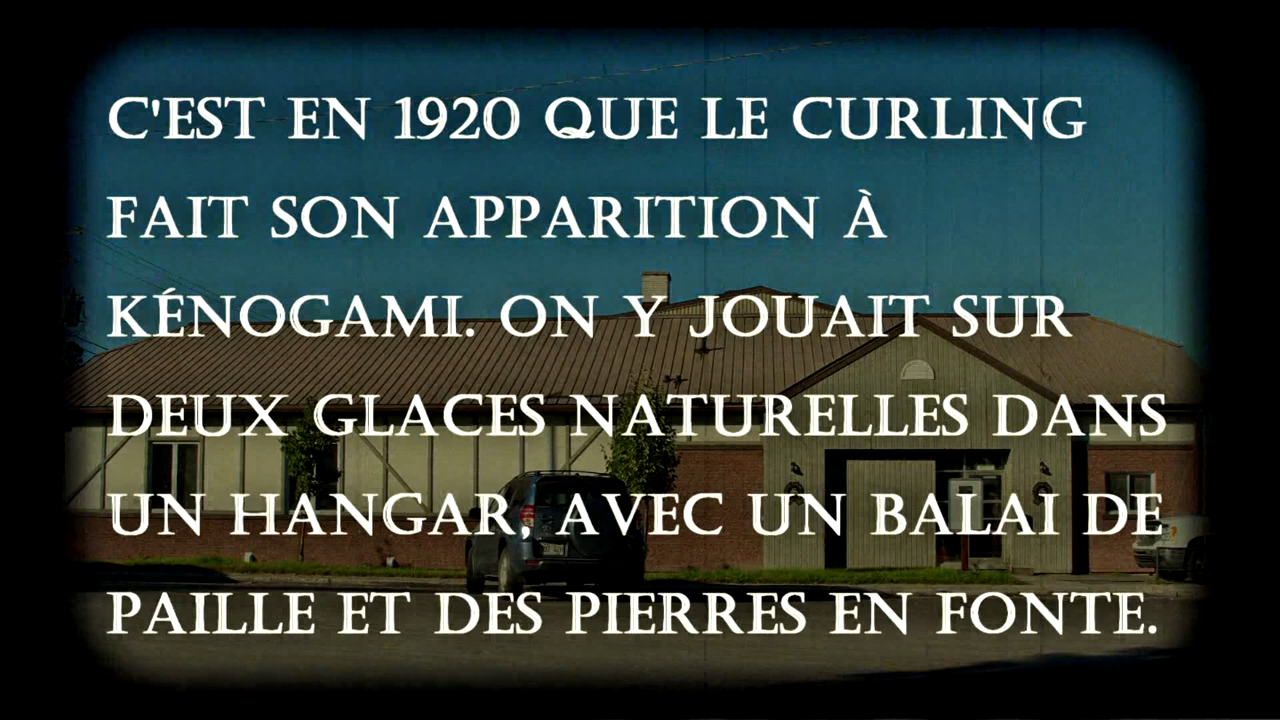 C'EST EN 1920 QUE LE CURLING
FAIT SON APPARITION À
KÉNOGAMI. ON Y JOUAIT SUR
DEUX GLACES NATURELLES DANS
UN HANGAR, AVEC UN BALAI DE
PAILLE ET DES PIERRES EN FONTE.